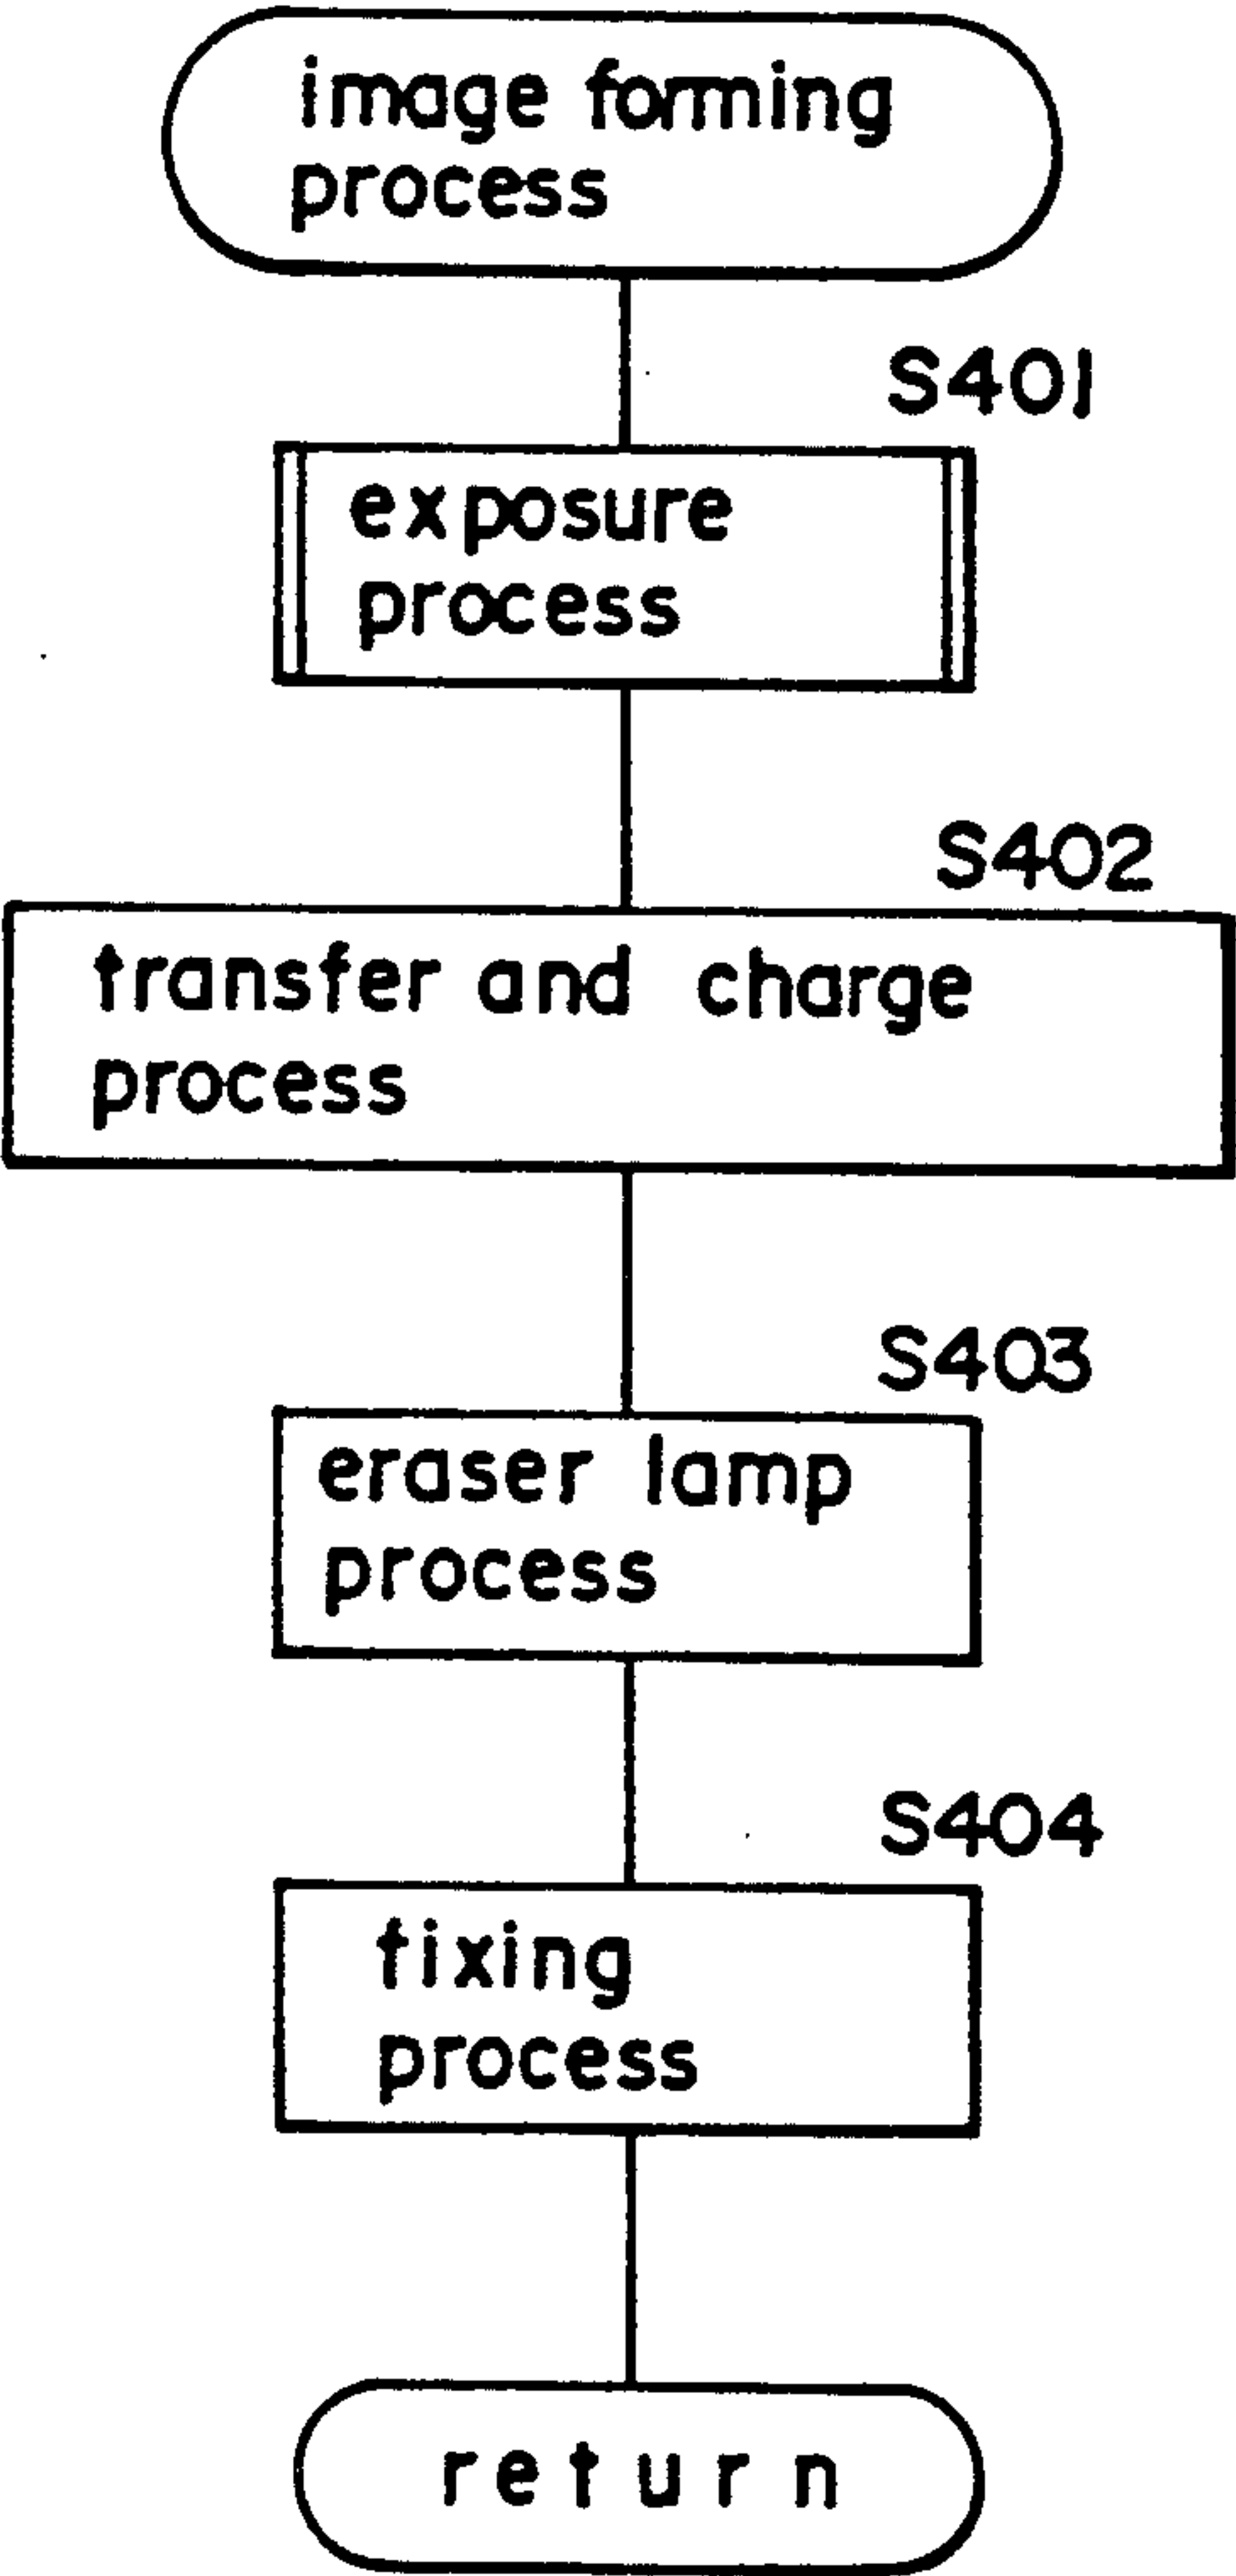 image forming
process
S401
exposure
process
S402
transfer and charge
process
S403
eraser lamp
process
S404
fixing
process
return